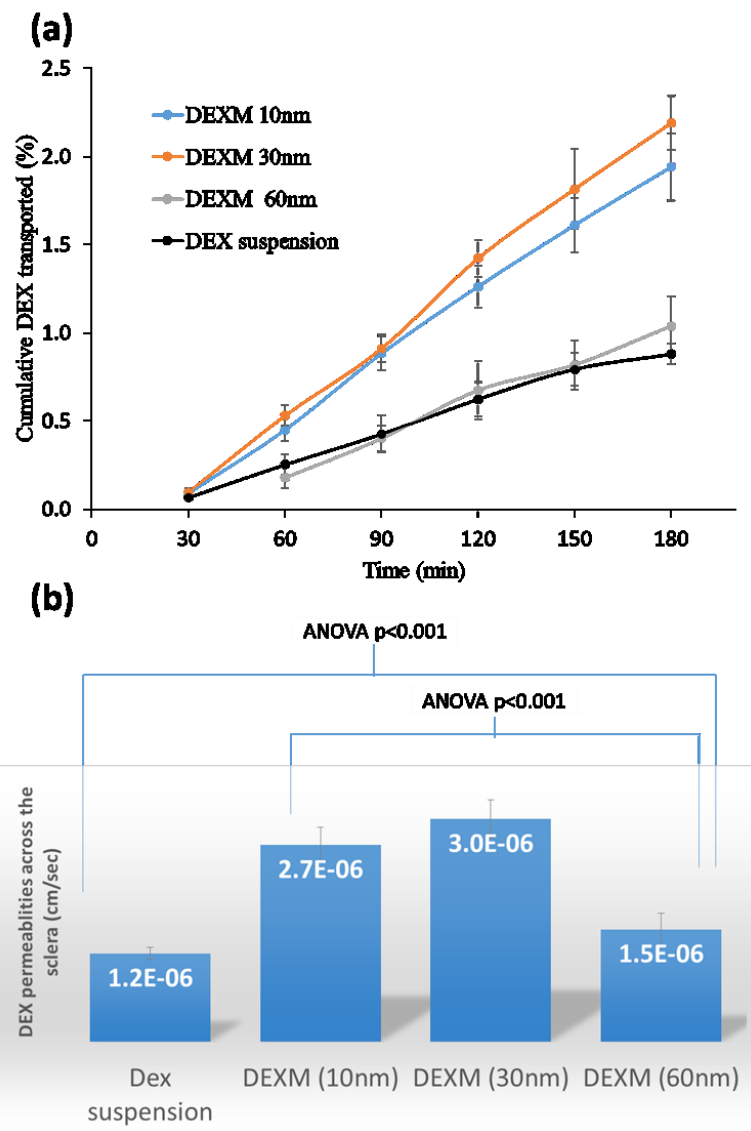 (a)
2.5
2.0
1.5
1.0
0.5
0.0
Cumulative DEX transported (%)
DEXM 10nm
DEXM 30nm
DEXM 60nm
DEX suspension
0 30 60 90 120 150 180
Time (min)
(b)
ANOVA p<0.001
ANOVA p<0.001
DEX permeablities across the
sclera (cm/sec)
1.2E-06
2.7E-06
3.0E-06
1.5E-06
Dex
suspension
DEXM (10nm)
DEXM (30nm)
DEXM (60nm)